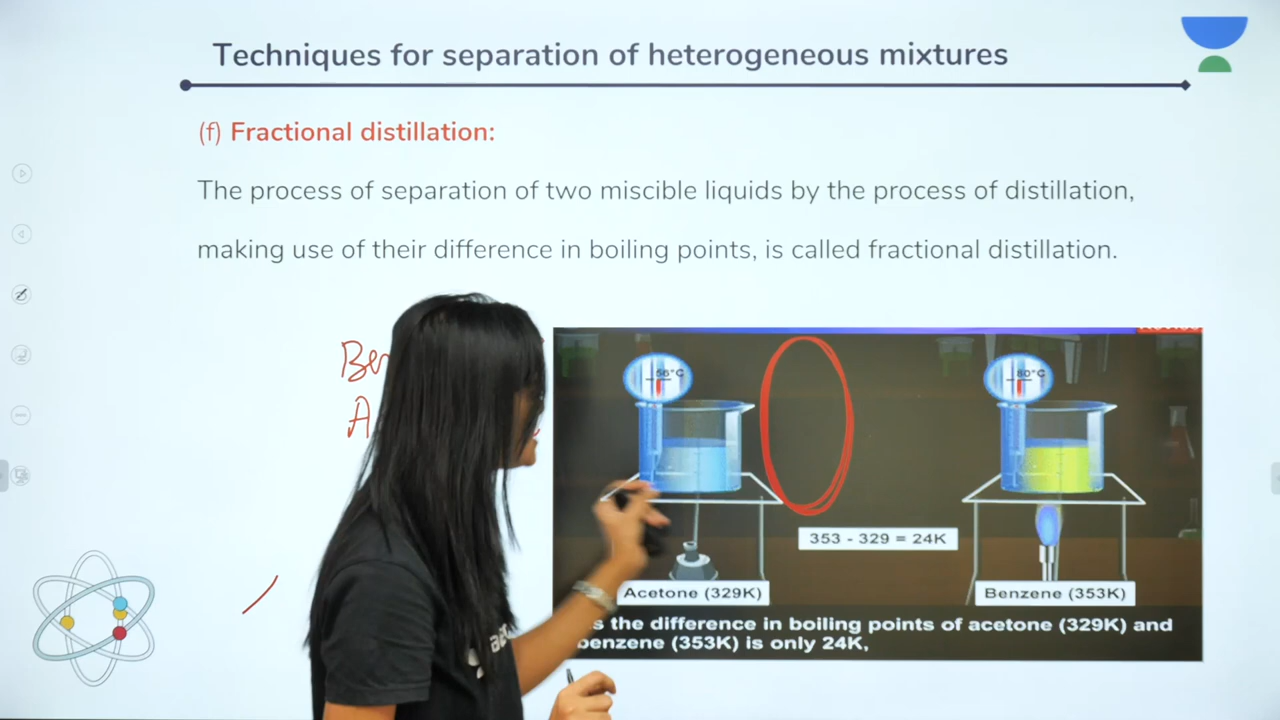 Techniques for separation of heterogeneous mixtures
(f) Fractional distillation:
The process of separation of two miscible liquids by the process of distillation,
making use of their difference in boiling points, is called fractional distillation.
Ben
A
56°C
80°C
353 - 329 = 24K
Acetone (329K)
Benzene (353K)
the difference in boiling points of acetone (329K) and
benzene (353K) is only 24K,